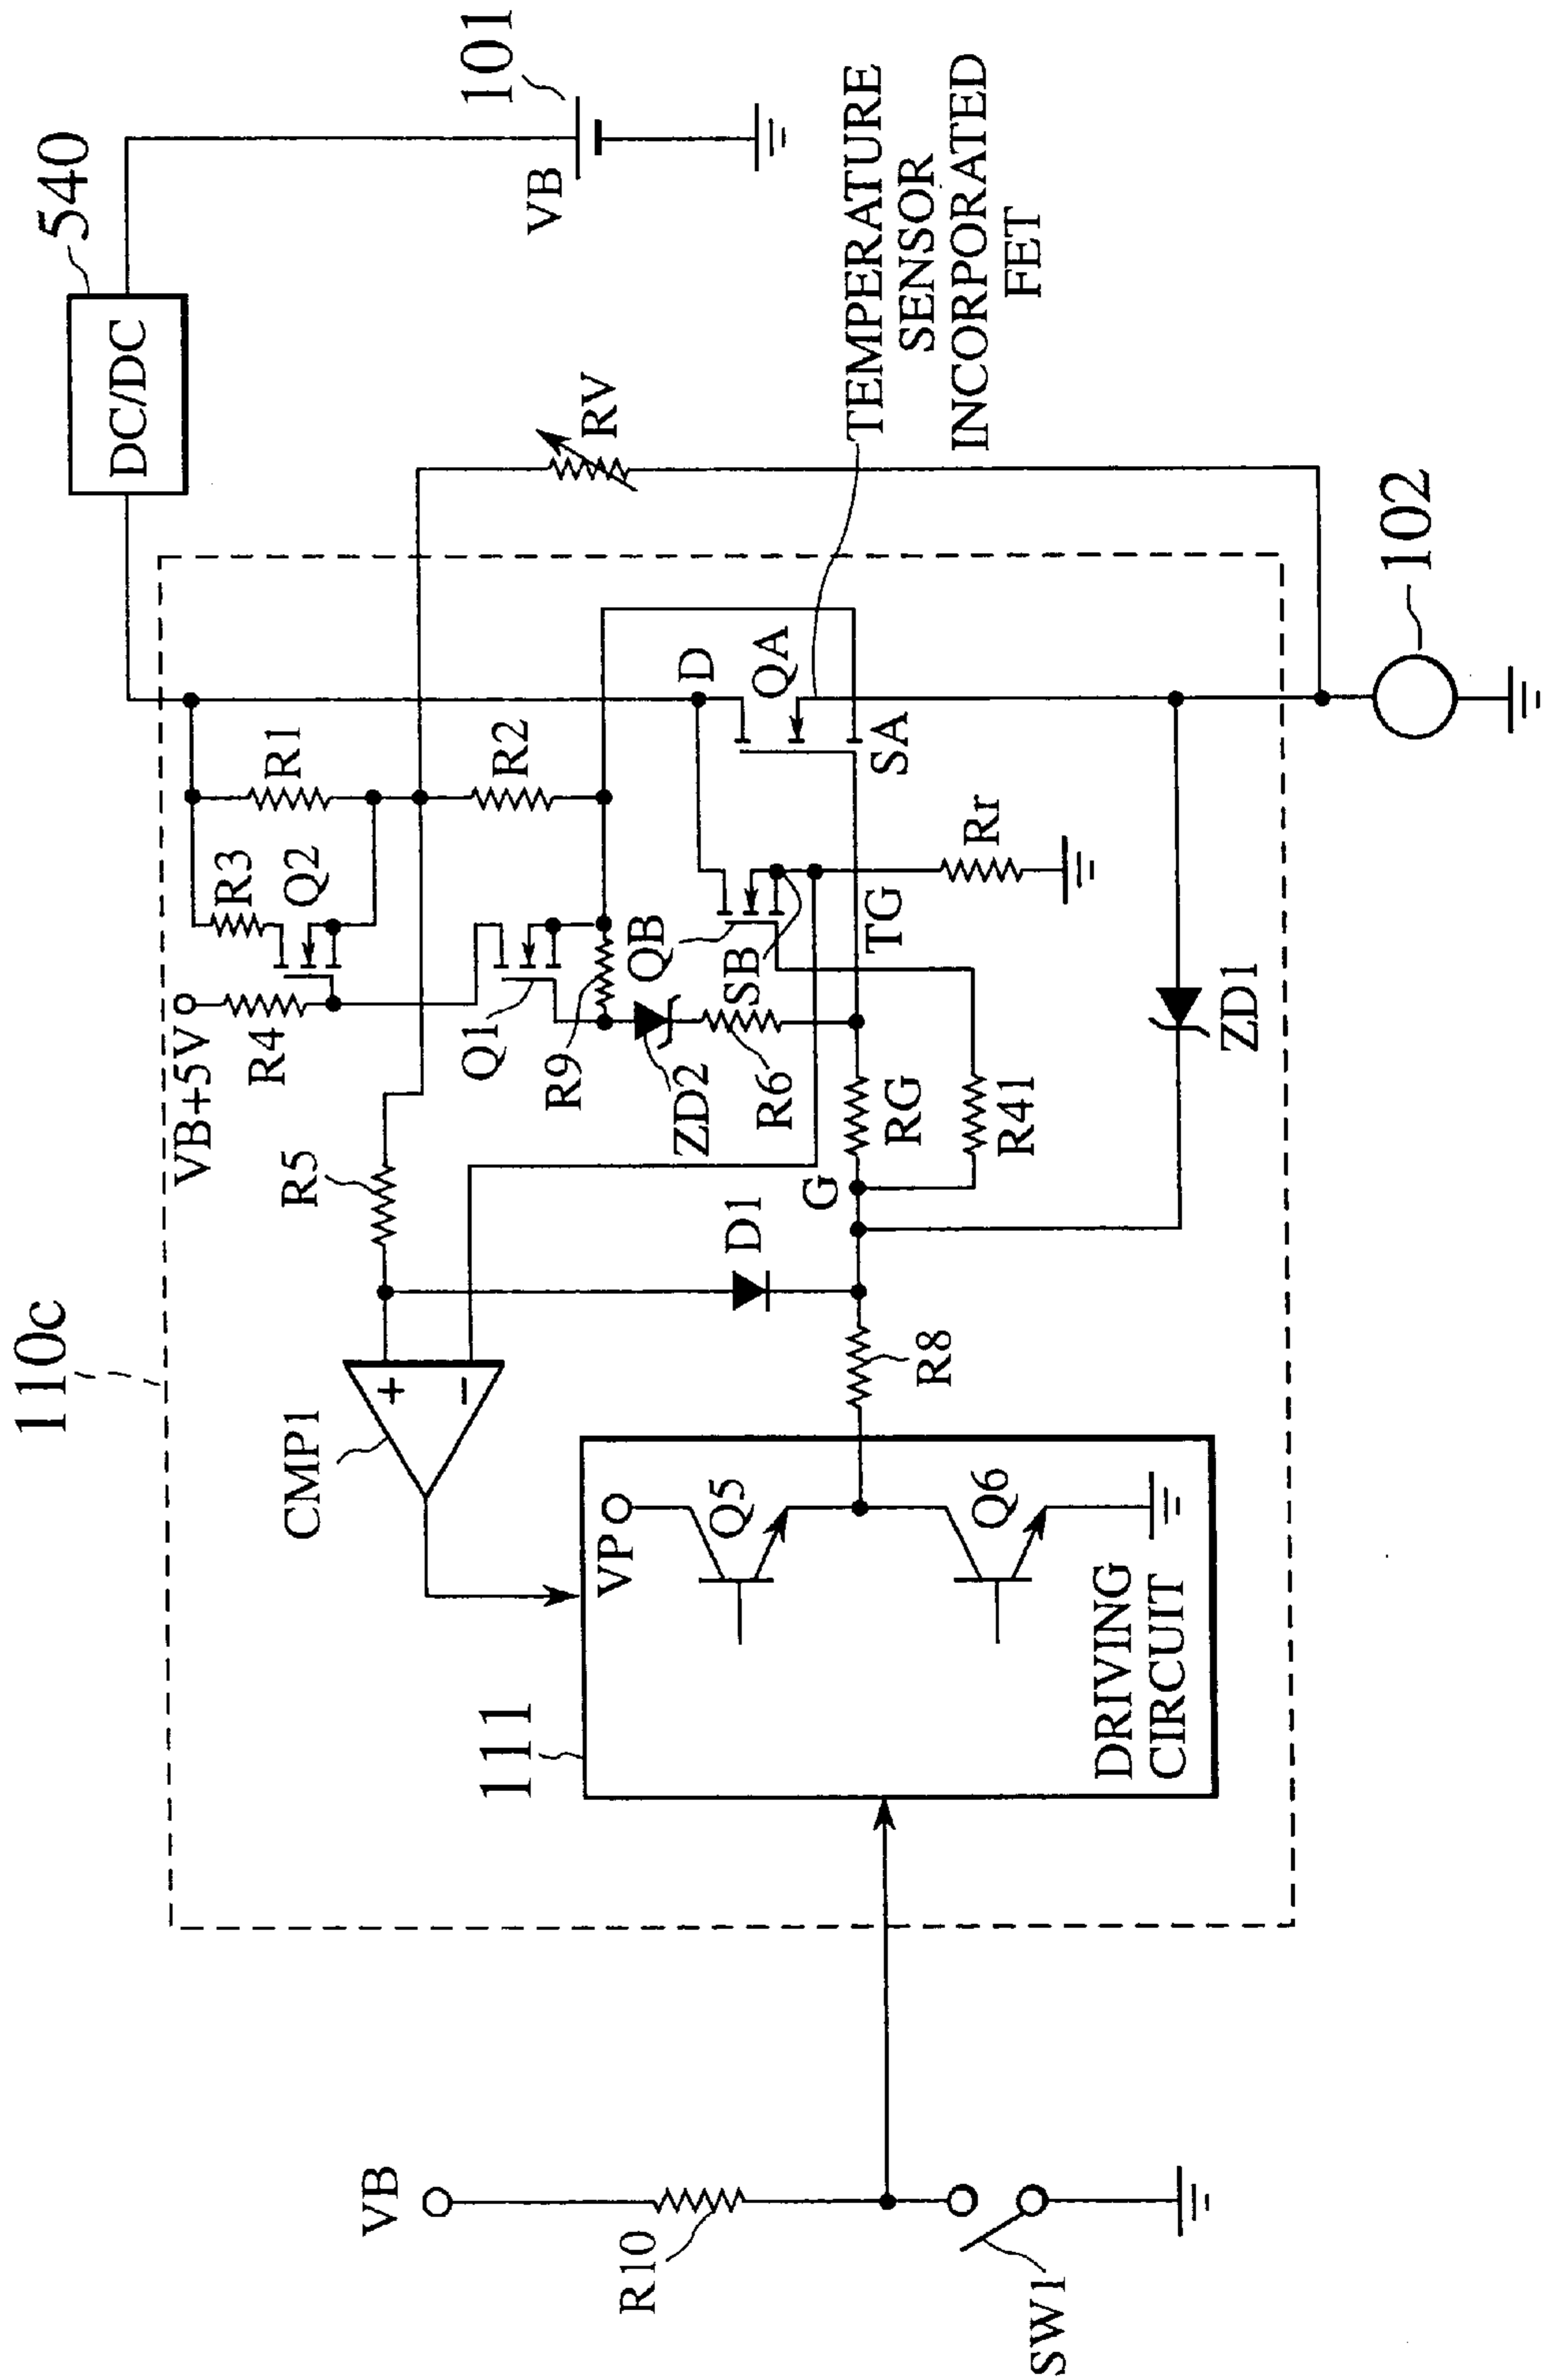 110c
540
DC/DC
101
VB
VB+5V
R4
R3
R1
Q2
R2
RV
R5
Q1
R9
CMP1
+
−
ZD2
R6
QB
SB
D
QA
TEMPERATURE
SENSOR
INCORPORATED
FET
SA
TG
Rr
D1
G
RG
R41
R8
ZD1
102
111
VP
Q5
Q6
DRIVING
CIRCUIT
VB
R10
SW1